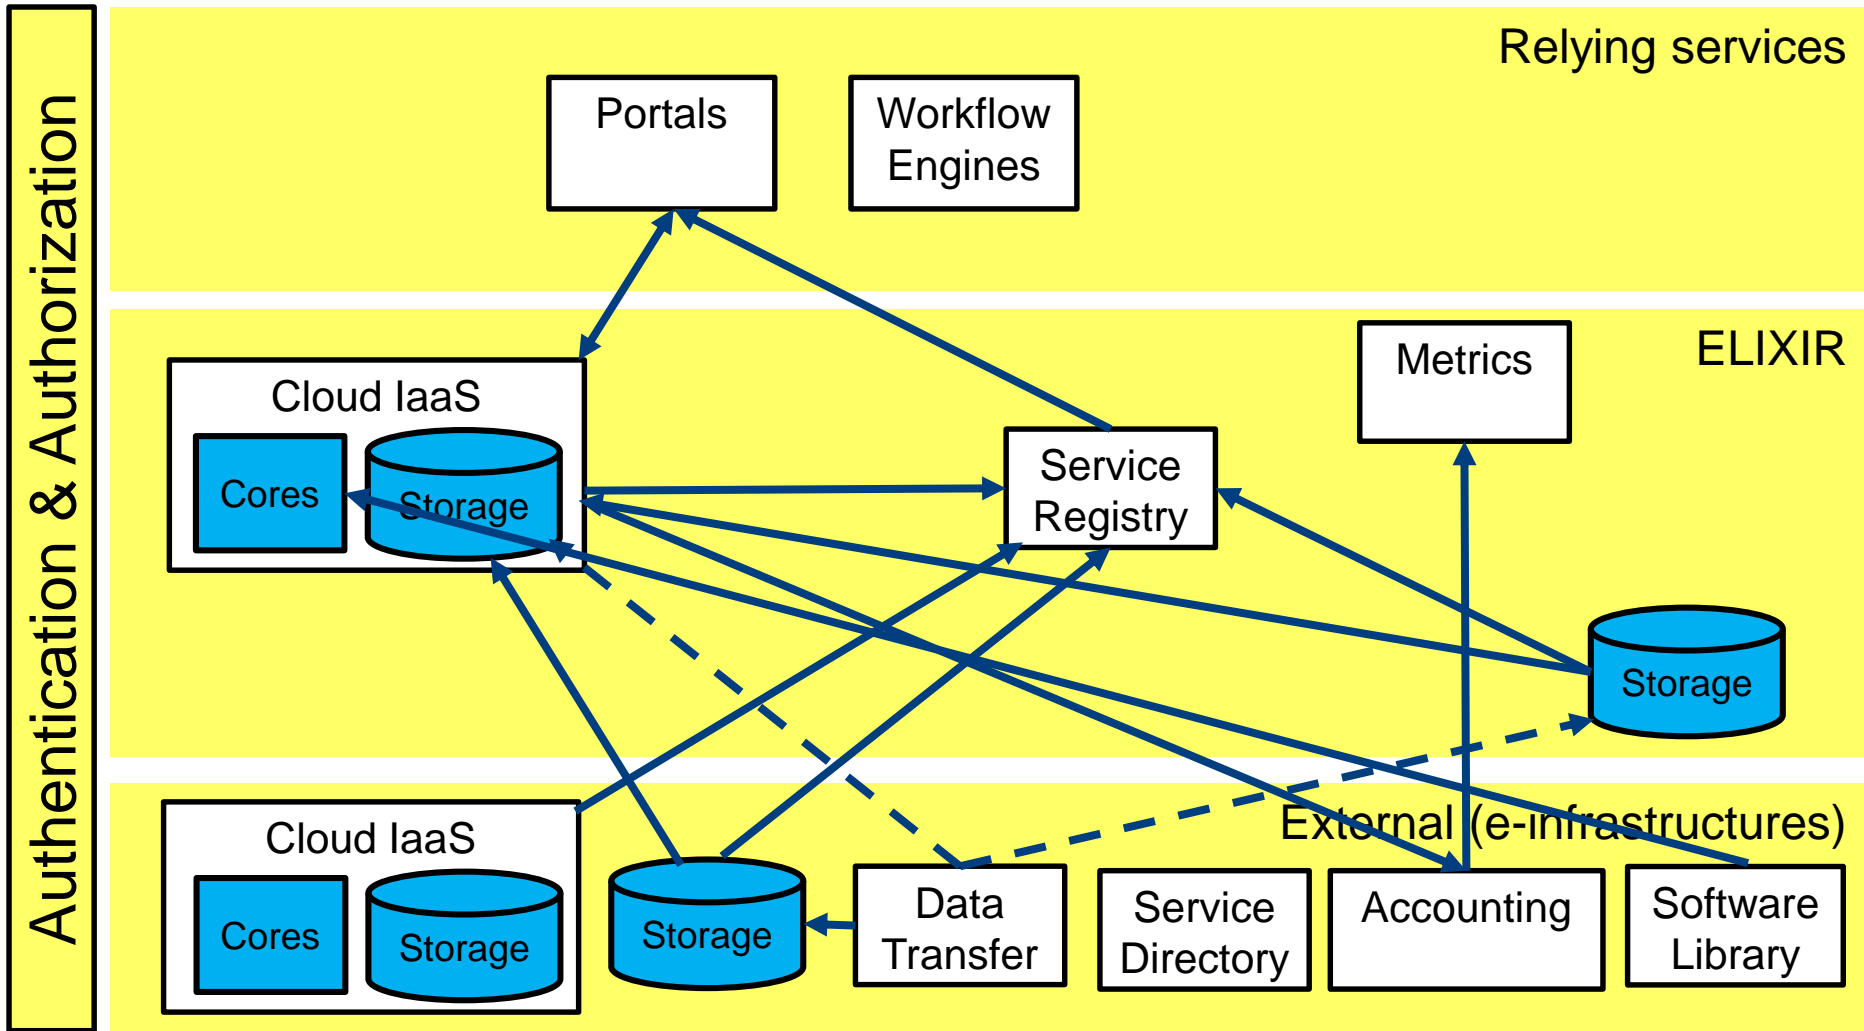 Authentication & Authorization
Relying services
Portals
Workflow
Engines
ELIXIR
Metrics
Cloud IaaS
Cores
Storage
Service
Registry
Storage
External (e-infrastructures)
Cloud IaaS
Cores
Storage
Storage
Data
Transfer
Service
Directory
Accounting
Software
Library